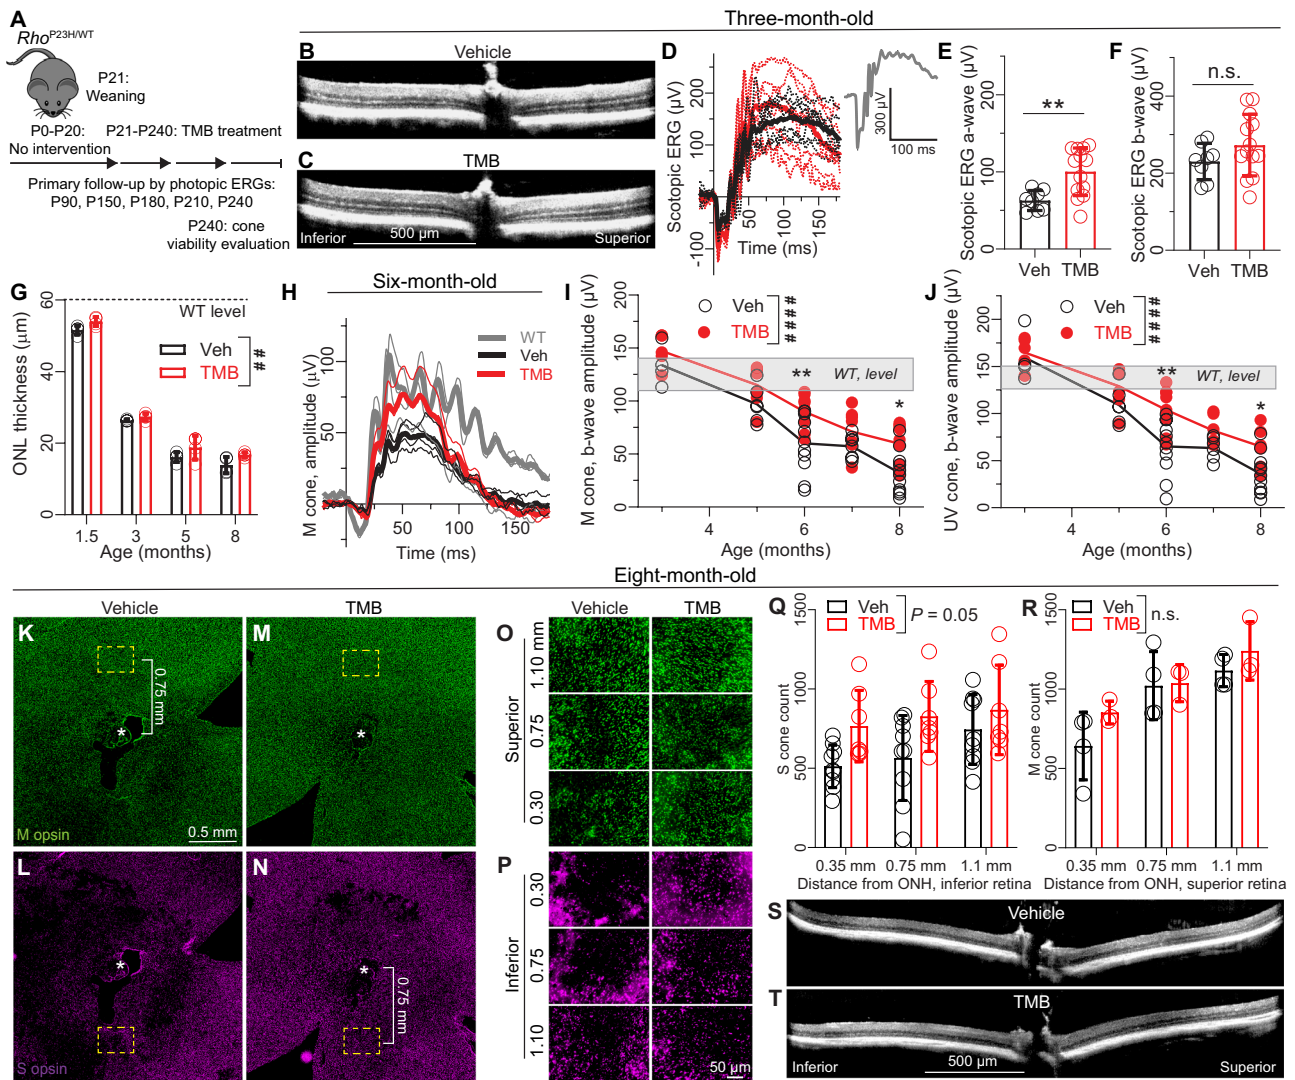 Three-month-old
A
Rho P23H/WT
P21:
Weaning
P0-P20:
No intervention
P21-P240: TMB treatment
Primary follow-up by photopic ERGs:
P90, P150, P180, P210, P240
P240: cone
viability evaluation
B
Vehicle
C
TMB
Inferior
500 µm
Superior
D
Scotopic ERG (µV)
200
100
-100
50
100
150
Time (ms)
300 µV
100 ms
E
Scotopic ERG a-wave (µV)
200
100
0
**
Veh
TMB
F
Scotopic ERG b-wave (µV)
400
200
0
n.s.
Veh
TMB
G
ONL thickness (µm)
60
40
20
0
WT level
Veh
TMB
##
1.5
3
5
8
Age (months)
Six-month-old
H
M cone, amplitude (µV)
100
50
WT
Veh
TMB
50
100
150
Time (ms)
I
M cone, b-wave amplitude (µV)
200
150
100
50
0
Veh
TMB
####
**
WT, level
*
4
6
8
Age (months)
J
UV cone, b-wave amplitude (µV)
200
150
100
50
0
Veh
TMB
####
**
WT, level
*
4
6
8
Age (months)
Eight-month-old
Vehicle
TMB
K
0.75 mm
*
M opsin
0.5 mm
M
*
L
*
S opsin
N
*
0.75 mm
Vehicle
TMB
O
Superior
1.10 mm
0.75
0.30
P
Inferior
0.30
0.75
1.10
50 µm
Q
S cone count
1500
1000
500
0
Veh
TMB
P = 0.05
0.35 mm
0.75 mm
1.1 mm
Distance from ONH, inferior retina
R
M cone count
1500
1000
500
0
Veh
TMB
n.s.
0.35 mm
0.75 mm
1.1 mm
Distance from ONH, superior retina
S
Vehicle
T
TMB
Inferior
500 µm
Superior